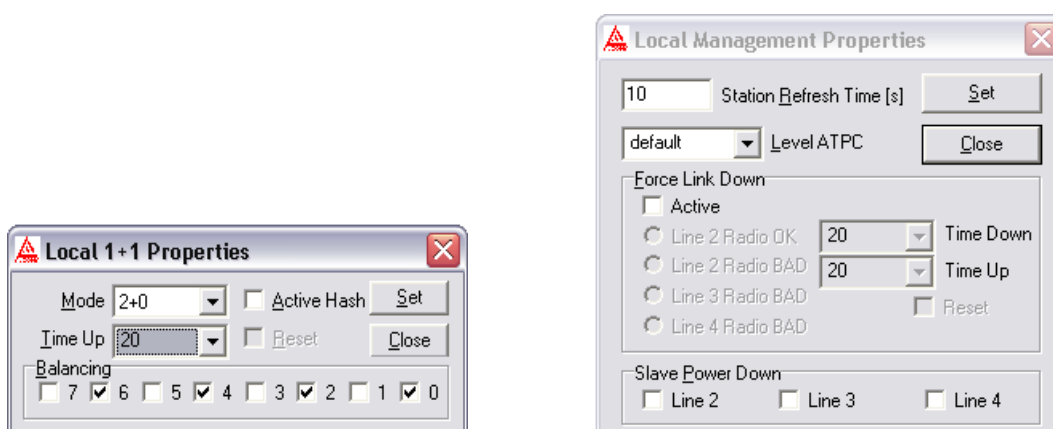 Local 1+1 Properties
Mode 2+0 Active Hash Set
Time Up 20 Reset Close
Balancing
7 6 5 4 3 2 1 0
Local Management Properties
10 Station Refresh Time [s] Set
default Level ATPC Close
Force Link Down
Active
Line 2 Radio OK 20 Time Down
Line 2 Radio BAD 20 Time Up
Line 3 Radio BAD Reset
Line 4 Radio BAD
Slave Power Down
Line 2 Line 3 Line 4